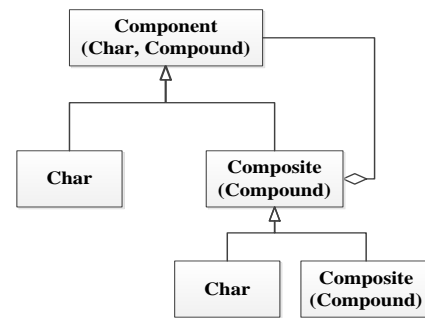 Component
(Char, Compound)
Char
Composite
(Compound)
Char
Composite
(Compound)